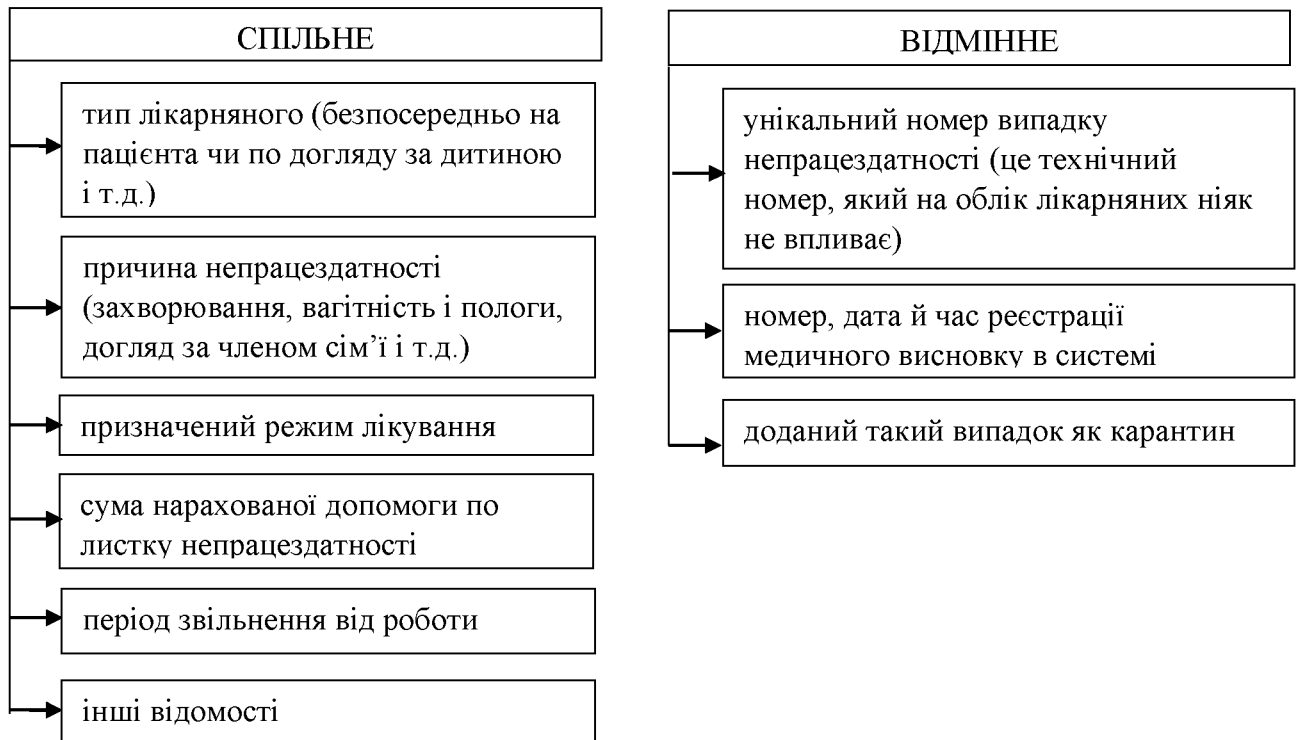 СПІЛЬНЕ
тип лікарняного (безпосередньо на
пацієнта чи по догляду за дитиною
і т.д.)
причина непрацездатності
(захворювання, вагітність і пологи,
догляд за членом сім’ї і т.д.)
призначений режим лікування
сума нарахованої допомоги по
листку непрацездатності
період звільнення від роботи
інші відомості
ВІДМІННЕ
унікальний номер випадку
непрацездатності (це технічний
номер, який на облік лікарняних ніяк
не впливає)
номер, дата й час реєстрації
медичного висновку в системі
доданий такий випадок як карантин